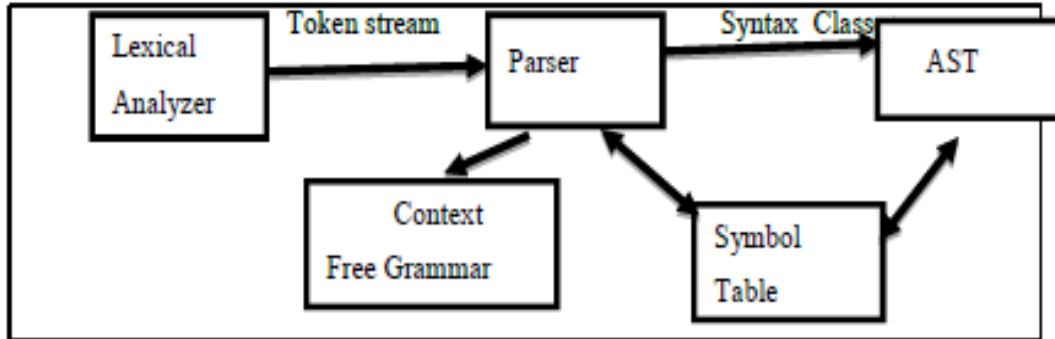 Lexical
Analyzer
Token stream
Parser
Syntax Class
AST
Context
Free Grammar
Symbol
Table